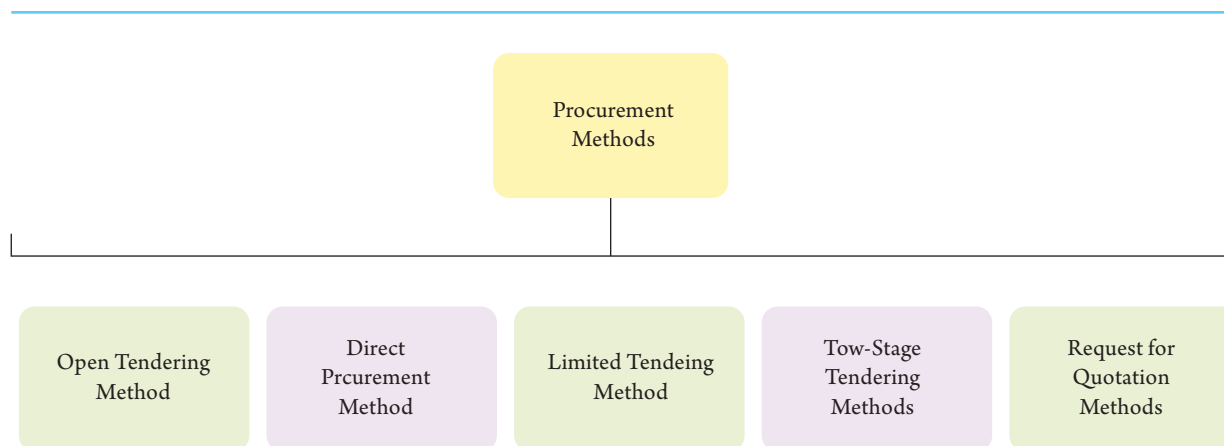 Procurement
Methods
Open Tendering
Method
Direct
Prcurement
Method
Limited Tendeing
Method
Tow-Stage
Tendering
Methods
Request for
Quotation
Methods